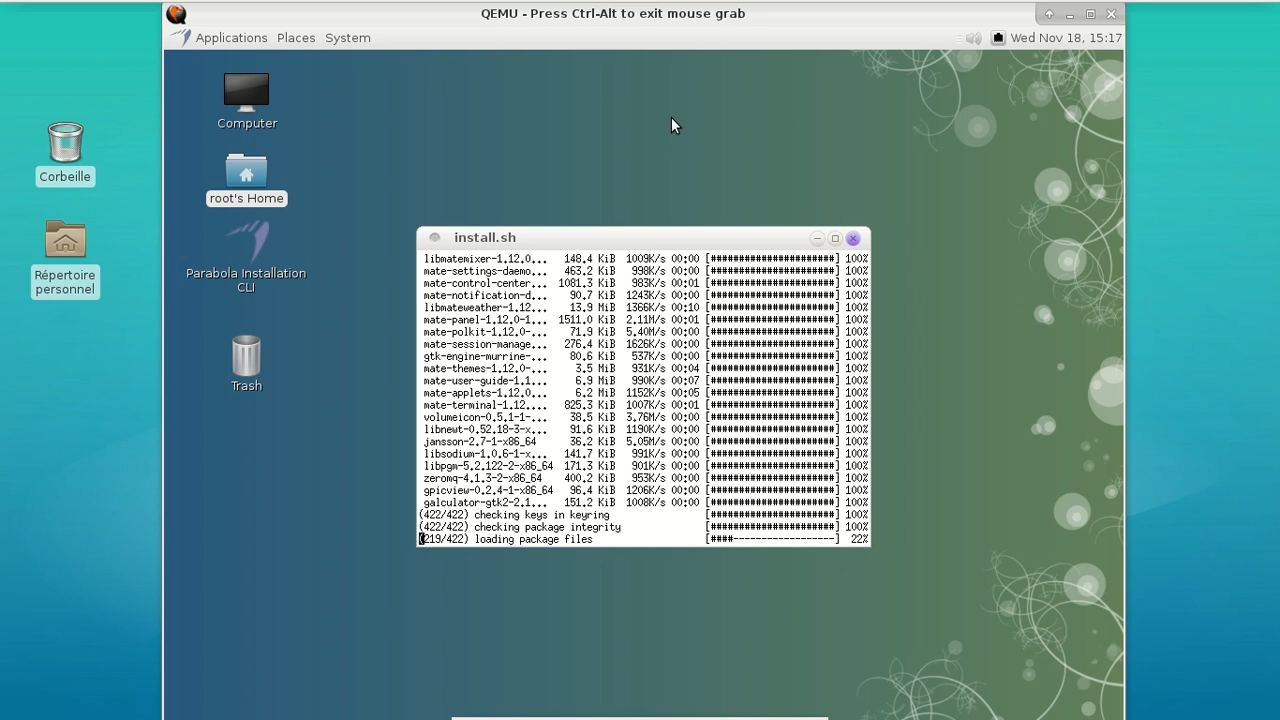 QEMU - Press Ctrl-Alt to exit mouse grab
Applications Places System Wed Nov 18, 15:17
Computer
root's Home
Parabola Installation
CLI
Trash
Corbeille
Répertoire
personnel
install.sh
libmatemixer-1.12.0... 148.4 KiB 1009K/s 00:00 [######################] 100%
mate-settings-daemo... 463.2 KiB 998K/s 00:00 [######################] 100%
mate-control-center... 1081.3 KiB 983K/s 00:01 [######################] 100%
mate-notification-d... 90.7 KiB 1243K/s 00:00 [######################] 100%
libmateweather-1.12... 13.9 MiB 1366K/s 00:10 [######################] 100%
mate-panel-1.12.0-1... 1511.0 KiB 2.11M/s 00:01 [######################] 100%
mate-polkit-1.12.0-... 71.9 KiB 5.40M/s 00:00 [######################] 100%
mate-session-manage... 276.4 KiB 1626K/s 00:00 [######################] 100%
gtk-engine-murrine-... 80.6 KiB 537K/s 00:00 [######################] 100%
mate-themes-1.12.0-... 3.5 MiB 931K/s 00:04 [######################] 100%
mate-user-guide-1.1... 6.9 MiB 990K/s 00:07 [######################] 100%
mate-applets-1.12.0... 6.2 MiB 1152K/s 00:05 [######################] 100%
mate-terminal-1.12.... 825.3 KiB 1007K/s 00:01 [######################] 100%
volumeicon-0.5.1-1-... 38.5 KiB 3.76M/s 00:00 [######################] 100%
libnewt-0.52.18-3-x... 91.6 KiB 1190K/s 00:00 [######################] 100%
jansson-2.7-1-x86_64 36.2 KiB 5.05M/s 00:00 [######################] 100%
libsodium-1.0.6-1-x... 141.7 KiB 991K/s 00:00 [######################] 100%
libpgm-5.2.122-2-x86_64 171.3 KiB 901K/s 00:00 [######################] 100%
zeromq-4.1.3-2-x86_64 400.2 KiB 953K/s 00:00 [######################] 100%
gpicview-0.2.4-1-x86_64 96.4 KiB 1206K/s 00:00 [######################] 100%
galculator-gtk2-2.1... 151.2 KiB 1008K/s 00:00 [######################] 100%
(422/422) checking keys in keyring [######################] 100%
(422/422) checking package integrity [######################] 100%
(219/422) loading package files [####------------------] 22%